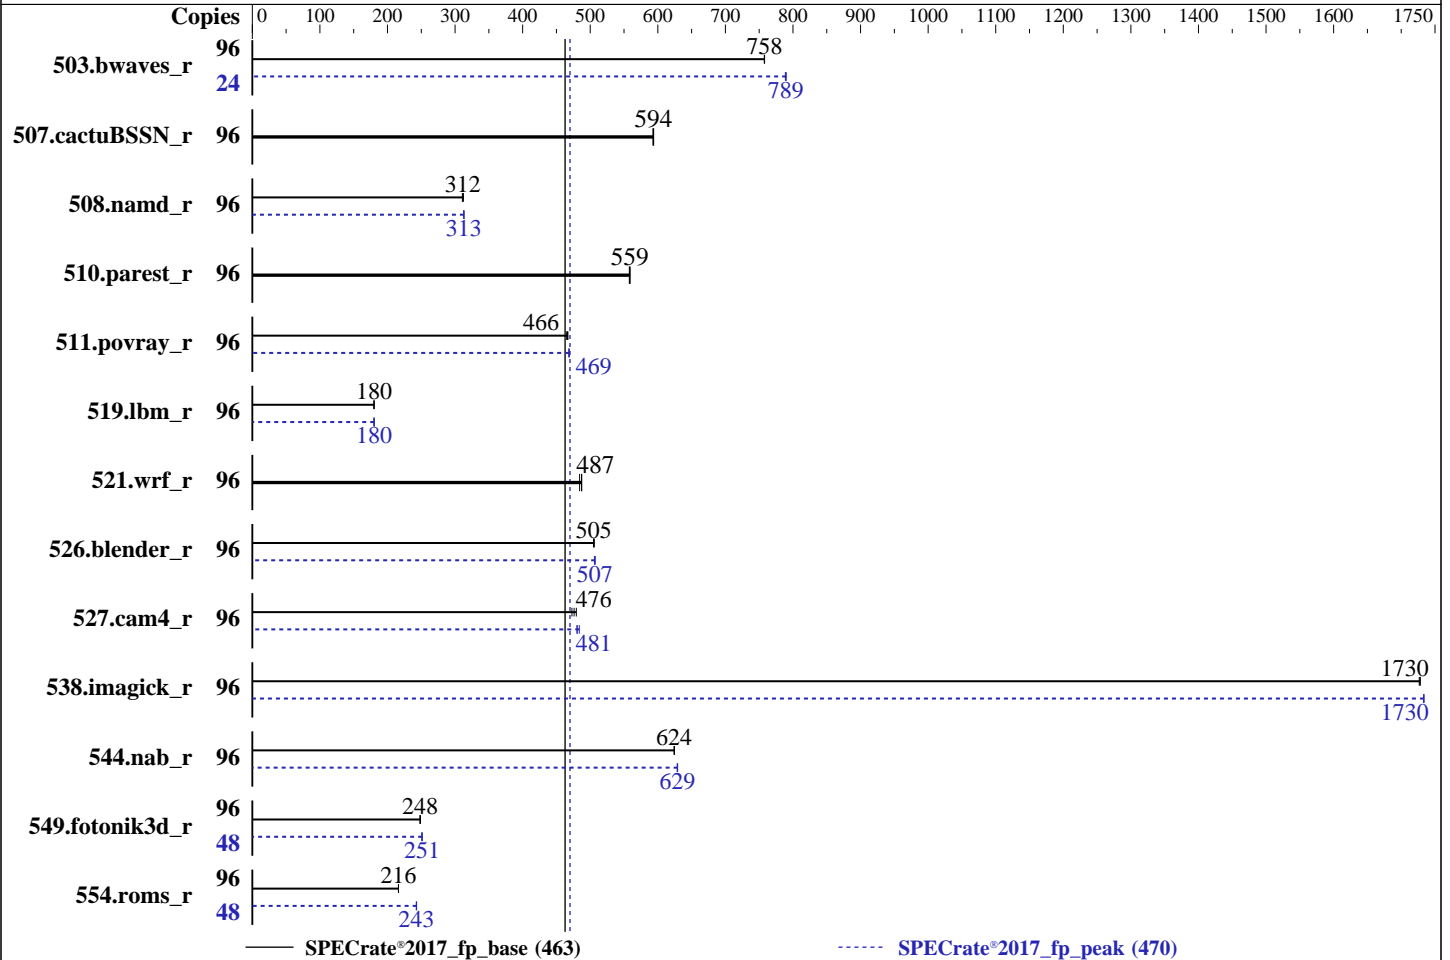 Copies 0 100 200 300 400 500 600 700 800 900 1000 1100 1200 1300 1400 1500 1600 1750
503.bwaves_r 96 758
24 789
507.cactuBSSN_r 96 594
508.namd_r 96 312
313
510.parest_r 96 559
511.povray_r 96 466
469
519.lbm_r 96 180
180
521.wrf_r 96 487
526.blender_r 96 505
507
527.cam4_r 96 476
481
538.imagick_r 96 1730
1730
544.nab_r 96 624
629
549.fotonik3d_r 96 248
48 251
554.roms_r 96 216
48 243
SPECrate®2017_fp_base (463) SPECrate®2017_fp_peak (470)